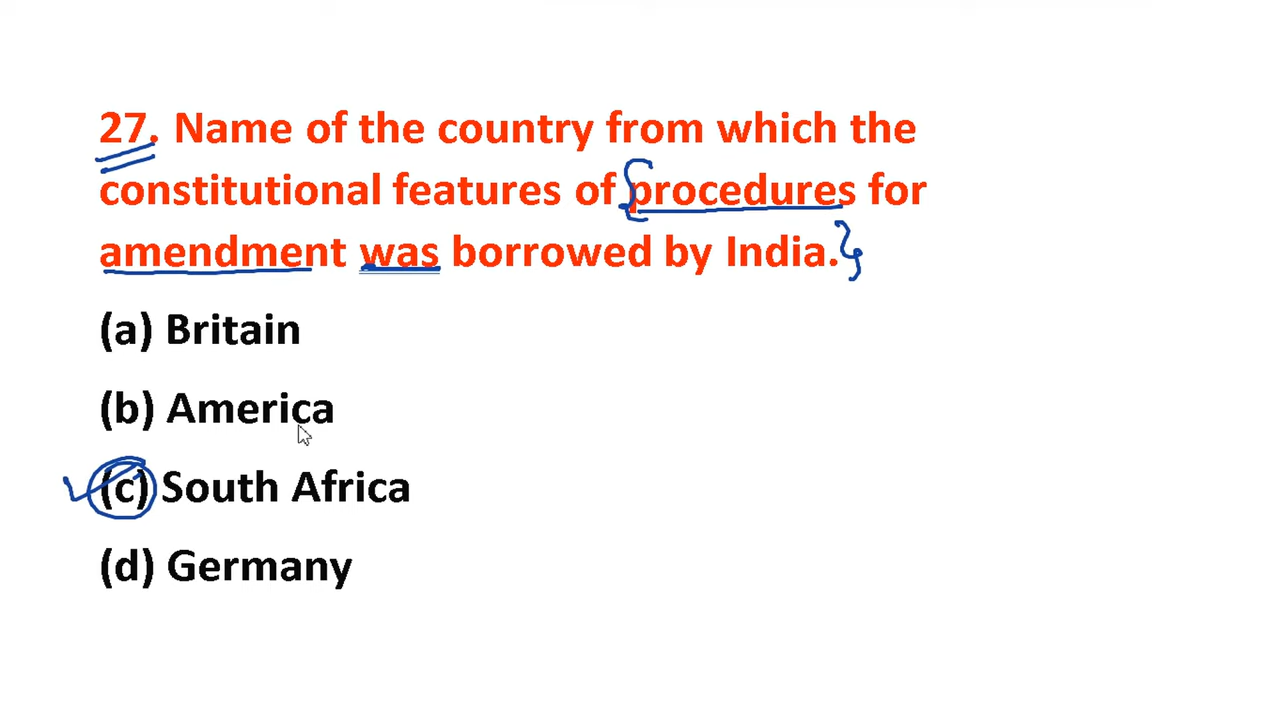 27. Name of the country from which the
constitutional features of procedures for
amendment was borrowed by India.
(a) Britain
(b) America
(c) South Africa
(d) Germany